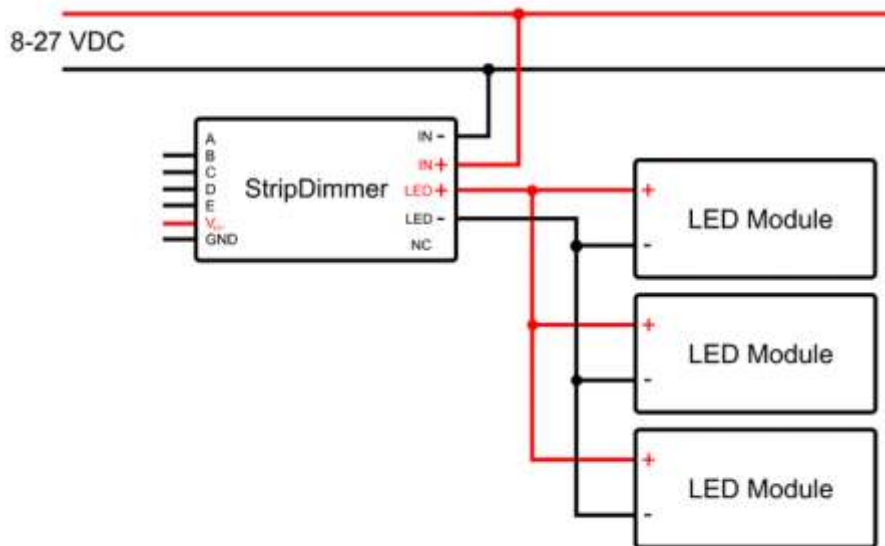 8-27 VDC
A
B
C
D
E
GND
StripDimmer
IN -
IN +
LED +
LED -
NC
+
LED Module
-
+
LED Module
-
+
LED Module
-